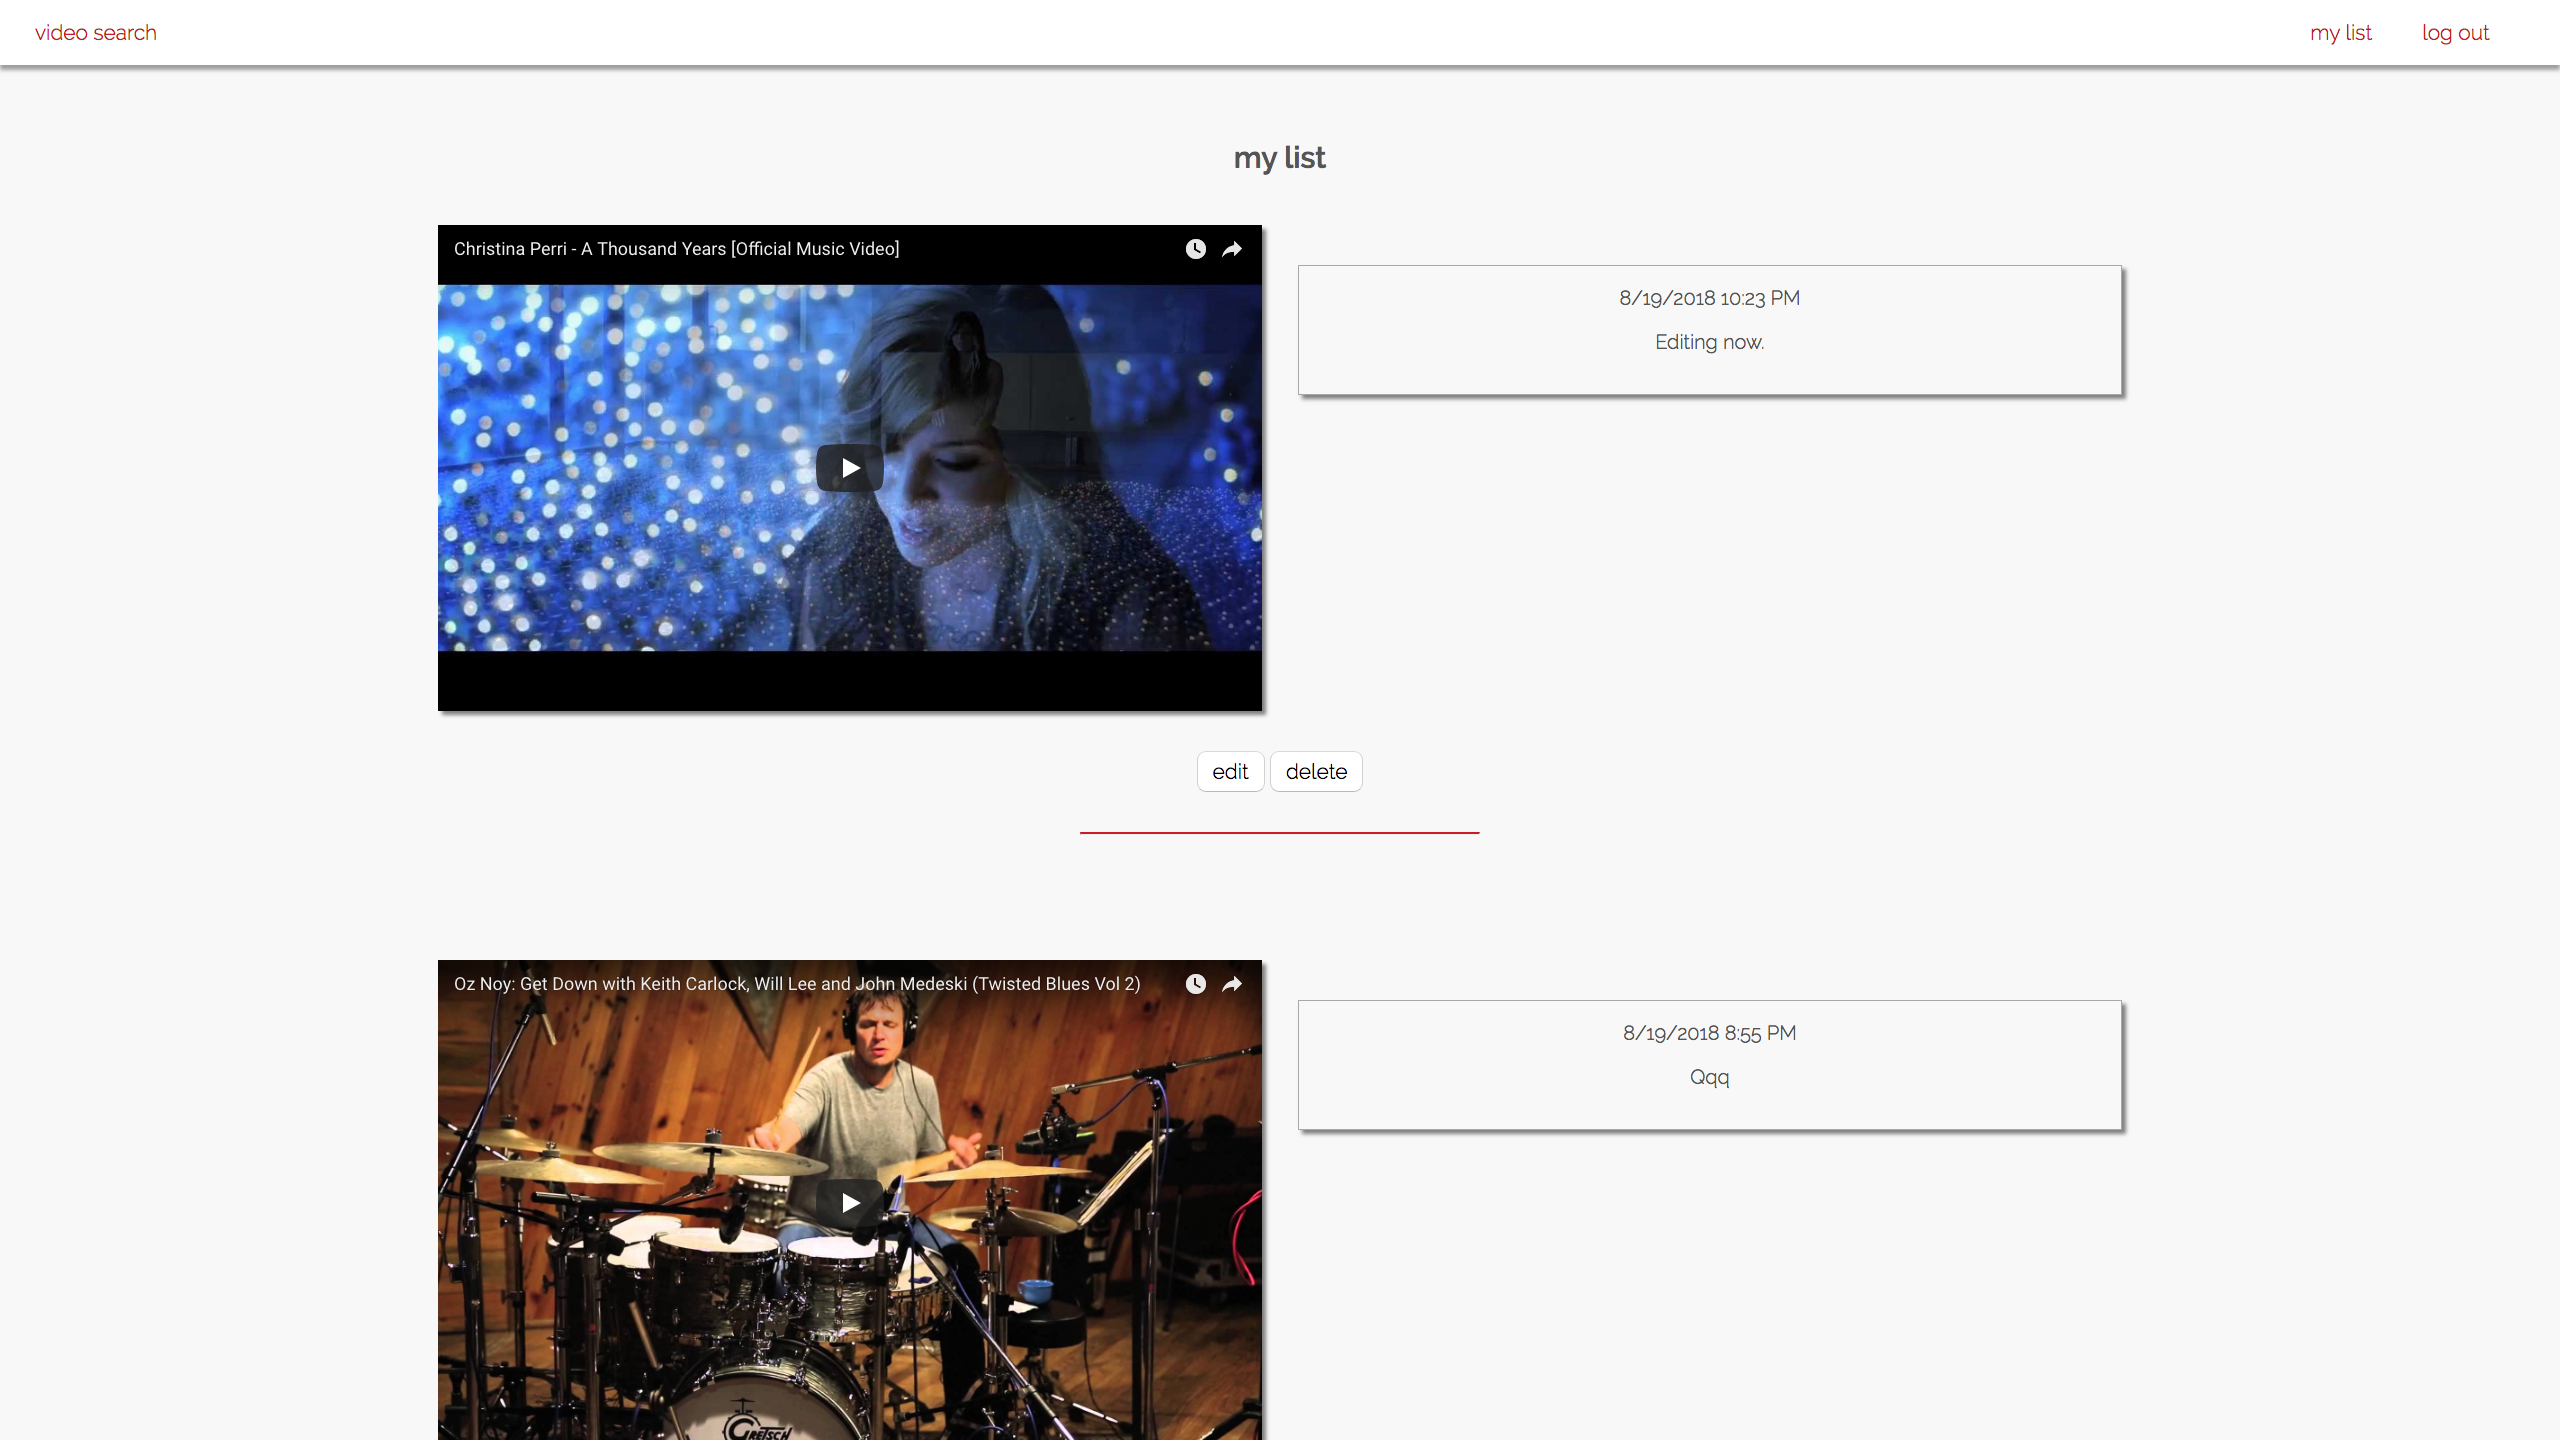 video search
my list
log out
my list
Christina Perri - A Thousand Years [Official Music Video]
8/19/2018 10:23 PM
Editing now.
edit
delete
Oz Noy: Get Down with Keith Carlock, Will Lee and John Medeski (Twisted Blues Vol 2)
8/19/2018 8:55 PM
Qqq
GRETSCH